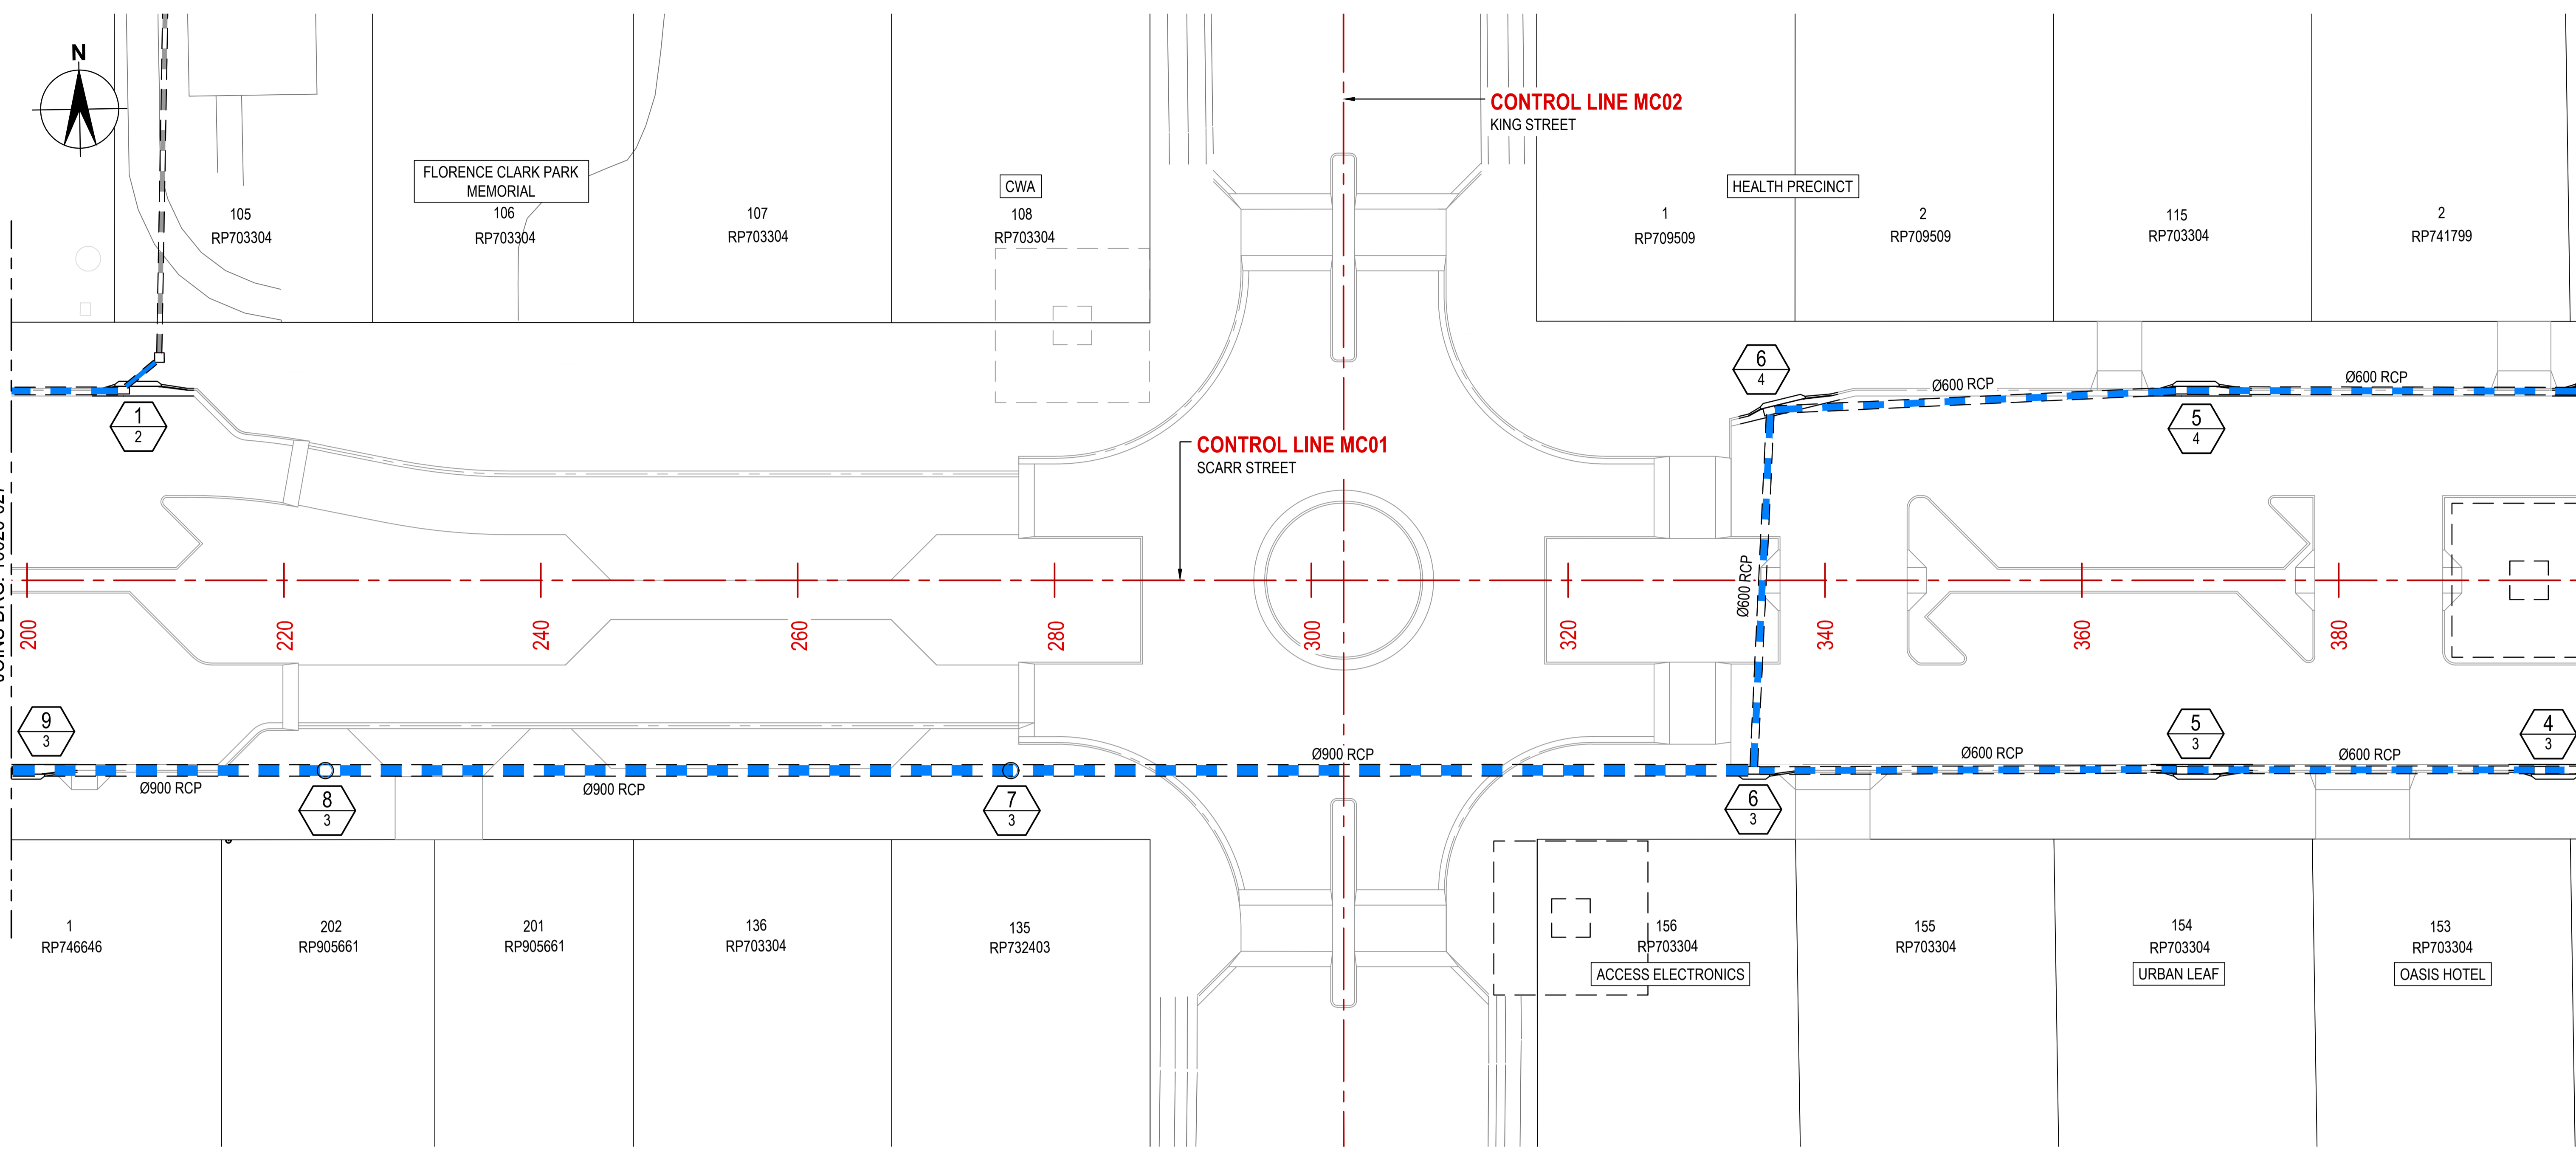 N
CONTROL LINE MC02
KING STREET
FLORENCE CLARK PARK
MEMORIAL
CWA
HEALTH PRECINCT
105
RP703304
106
RP703304
107
RP703304
108
RP703304
1
RP709509
2
RP709509
115
RP703304
2
RP741799
6
4
Ø600 RCP
Ø600 RCP
1
2
5
4
CONTROL LINE MC01
SCARR STREET
Ø600 RCP
200
220
240
260
280
300
320
340
360
380
9
3
5
3
4
3
Ø900 RCP
Ø600 RCP
Ø600 RCP
Ø900 RCP
8
3
Ø900 RCP
7
3
6
3
1
RP746646
202
RP905661
201
RP905661
136
RP703304
135
RP732403
156
RP703304
ACCESS ELECTRONICS
155
RP703304
154
RP703304
URBAN LEAF
153
RP703304
OASIS HOTEL